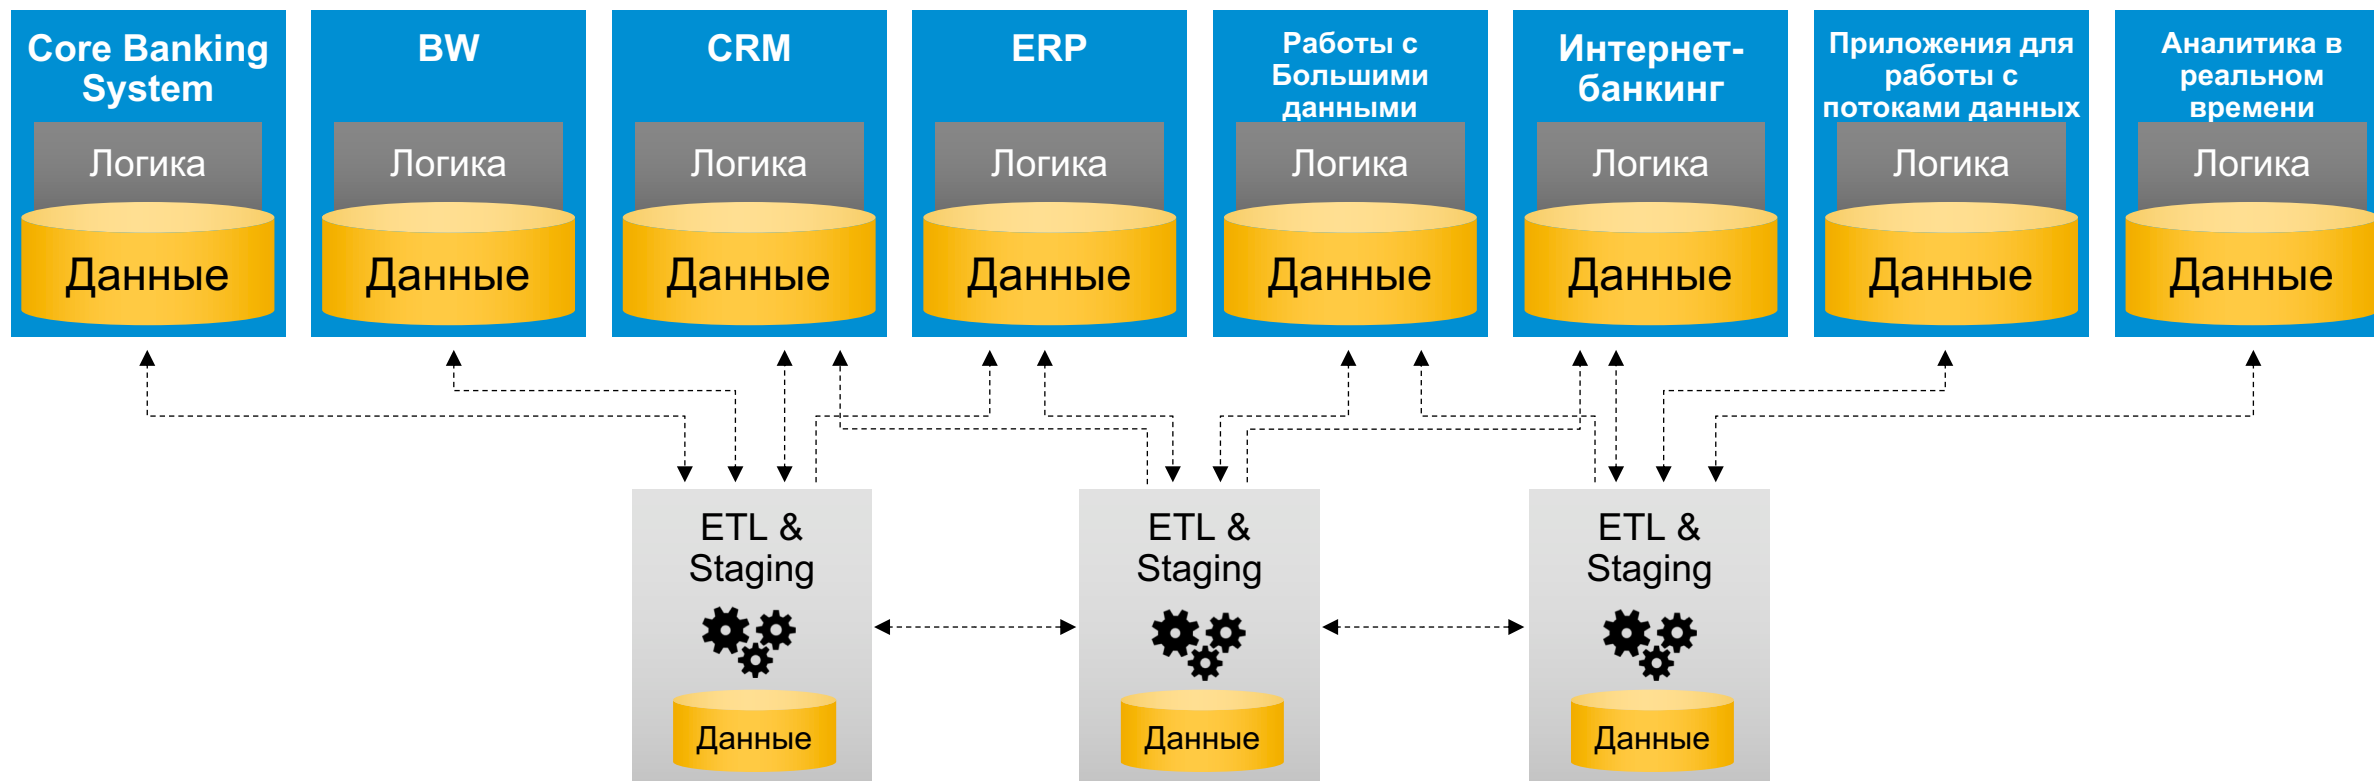 Core Banking
System
Логика
Данные
BW
Логика
Данные
CRM
Логика
Данные
ERP
Логика
Данные
Работы с
Большими
данными
Логика
Данные
Интернет-
банкинг
Логика
Данные
Приложения для
работы с
потоками данных
Логика
Данные
Аналитика в
реальном
времени
Логика
Данные
ETL &
Staging
Данные
ETL &
Staging
Данные
ETL &
Staging
Данные